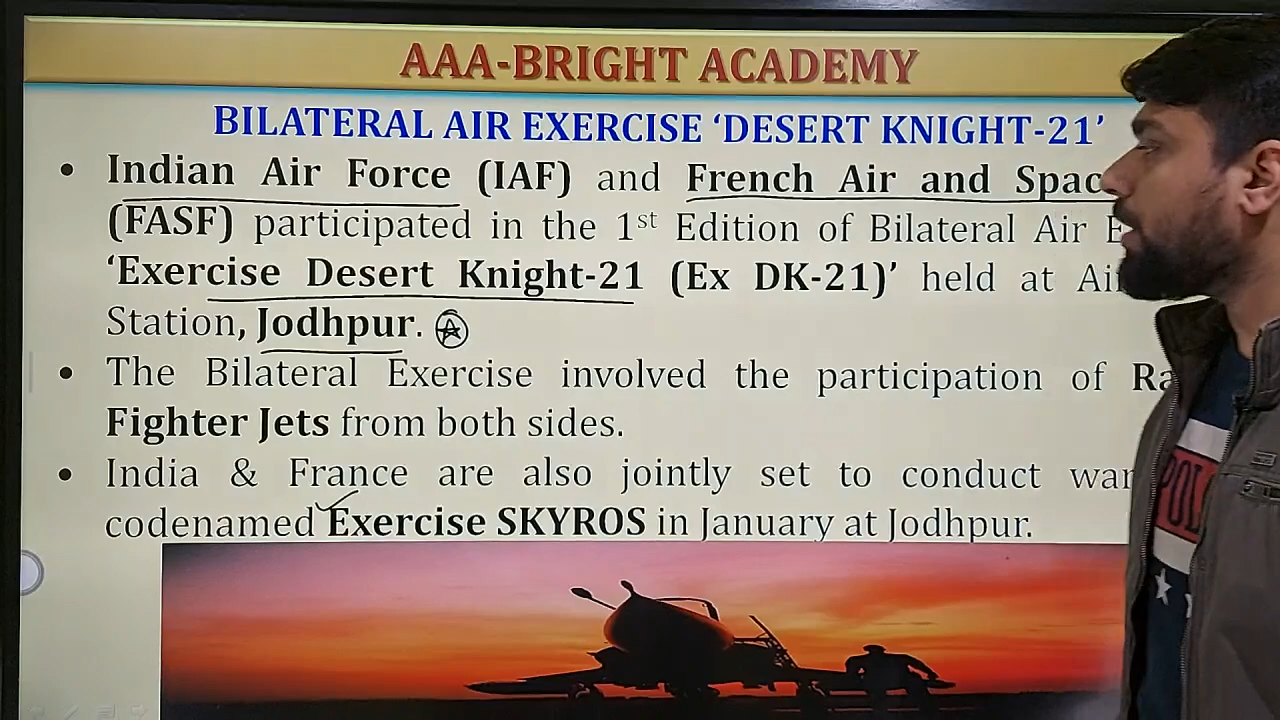 AAA-BRIGHT ACADEMY
BILATERAL AIR EXERCISE ‘DESERT KNIGHT-21’
• Indian Air Force (IAF) and French Air and Spac
(FASF) participated in the 1st Edition of Bilateral Air E
‘Exercise Desert Knight-21 (Ex DK-21)’ held at Ai
Station, Jodhpur.
• The Bilateral Exercise involved the participation of Ra
Fighter Jets from both sides.
• India & France are also jointly set to conduct war
codenamed Exercise SKYROS in January at Jodhpur.
POL